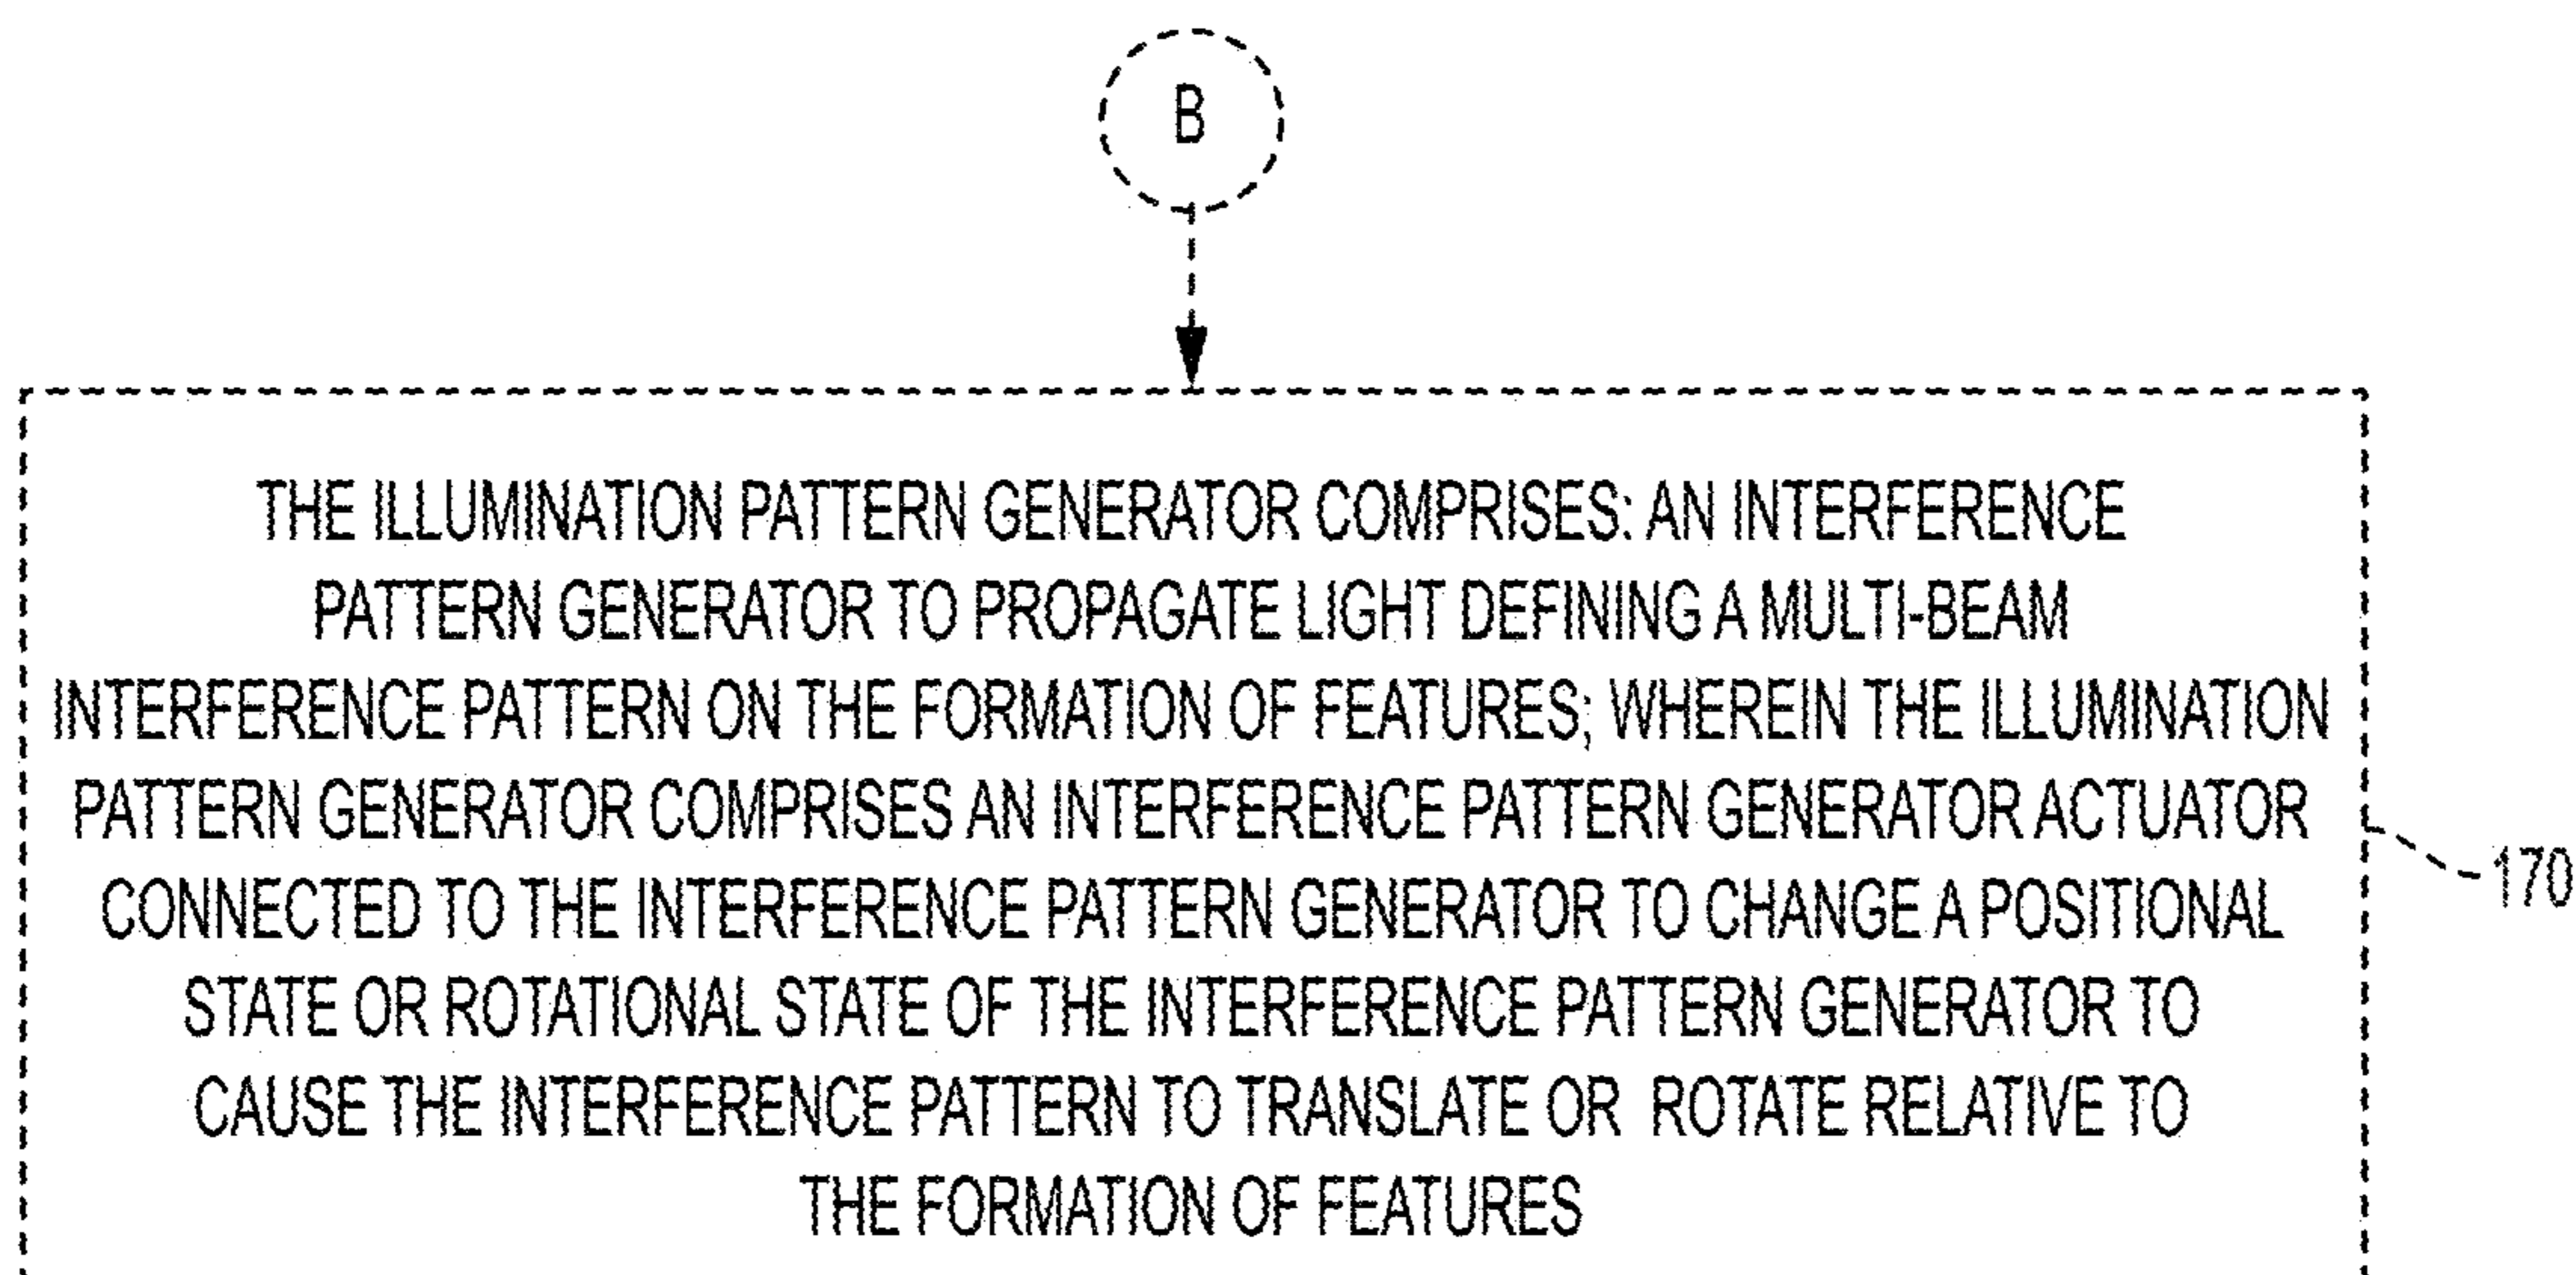 B
THE ILLUMINATION PATTERN GENERATOR COMPRISES: AN INTERFERENCE
PATTERN GENERATOR TO PROPAGATE LIGHT DEFINING A MULTI-BEAM
INTERFERENCE PATTERN ON THE FORMATION OF FEATURES; WHEREIN THE ILLUMINATION
PATTERN GENERATOR COMPRISES AN INTERFERENCE PATTERN GENERATOR ACTUATOR
CONNECTED TO THE INTERFERENCE PATTERN GENERATOR TO CHANGE A POSITIONAL
STATE OR ROTATIONAL STATE OF THE INTERFERENCE PATTERN GENERATOR TO
CAUSE THE INTERFERENCE PATTERN TO TRANSLATE OR ROTATE RELATIVE TO
THE FORMATION OF FEATURES
170